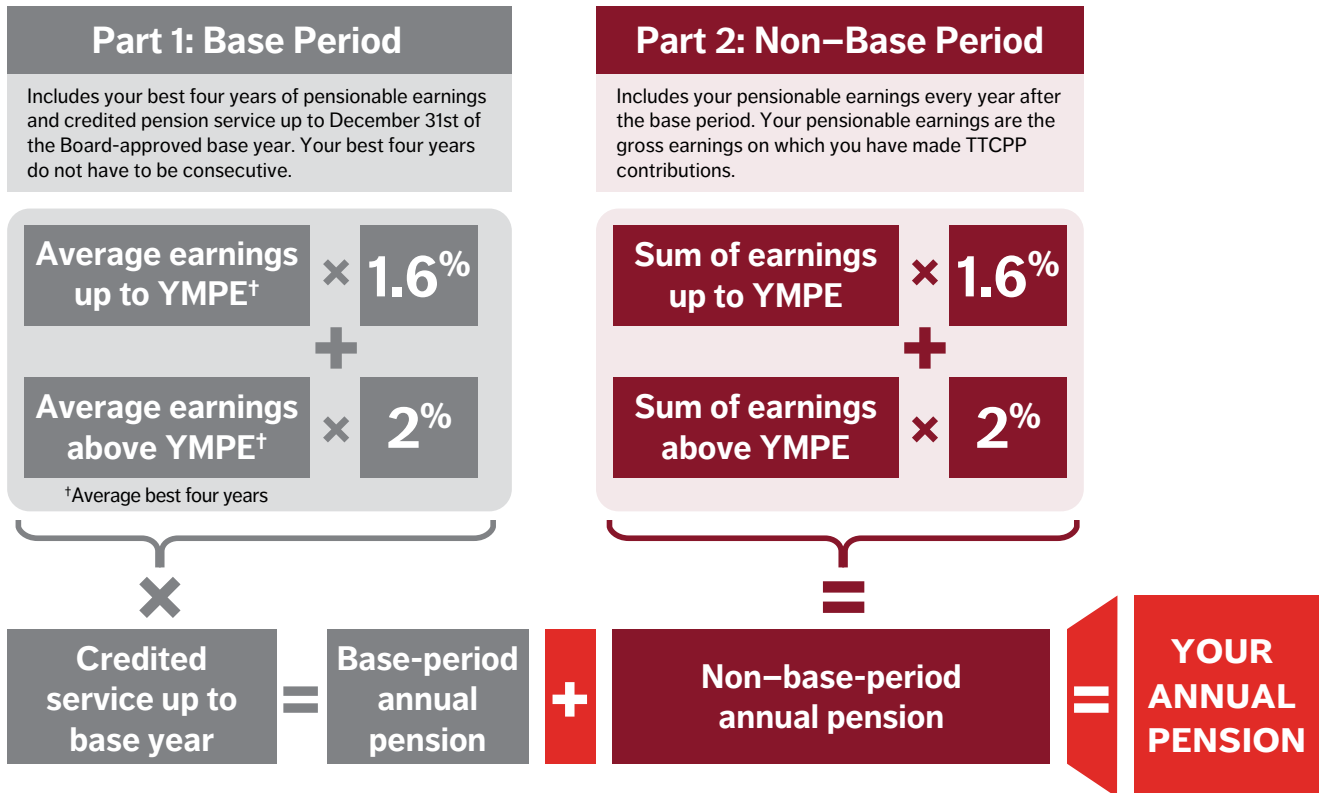 Part 1: Base Period
Includes your best four years of pensionable earnings
and credited pension service up to December 31st of
the Board-approved base year. Your best four years
do not have to be consecutive.
Average earnings
up to YMPE†
×
1.6%
+
Average earnings
above YMPE†
×
2%
†Average best four years
×
Credited
service up to
base year
=
Base-period
annual
pension
+
Part 2: Non–Base Period
Includes your pensionable earnings every year after
the base period. Your pensionable earnings are the
gross earnings on which you have made TTCPP
contributions.
Sum of earnings
up to YMPE
×
1.6%
+
Sum of earnings
above YMPE
×
2%
=
Non–base-period
annual pension
=
YOUR
ANNUAL
PENSION